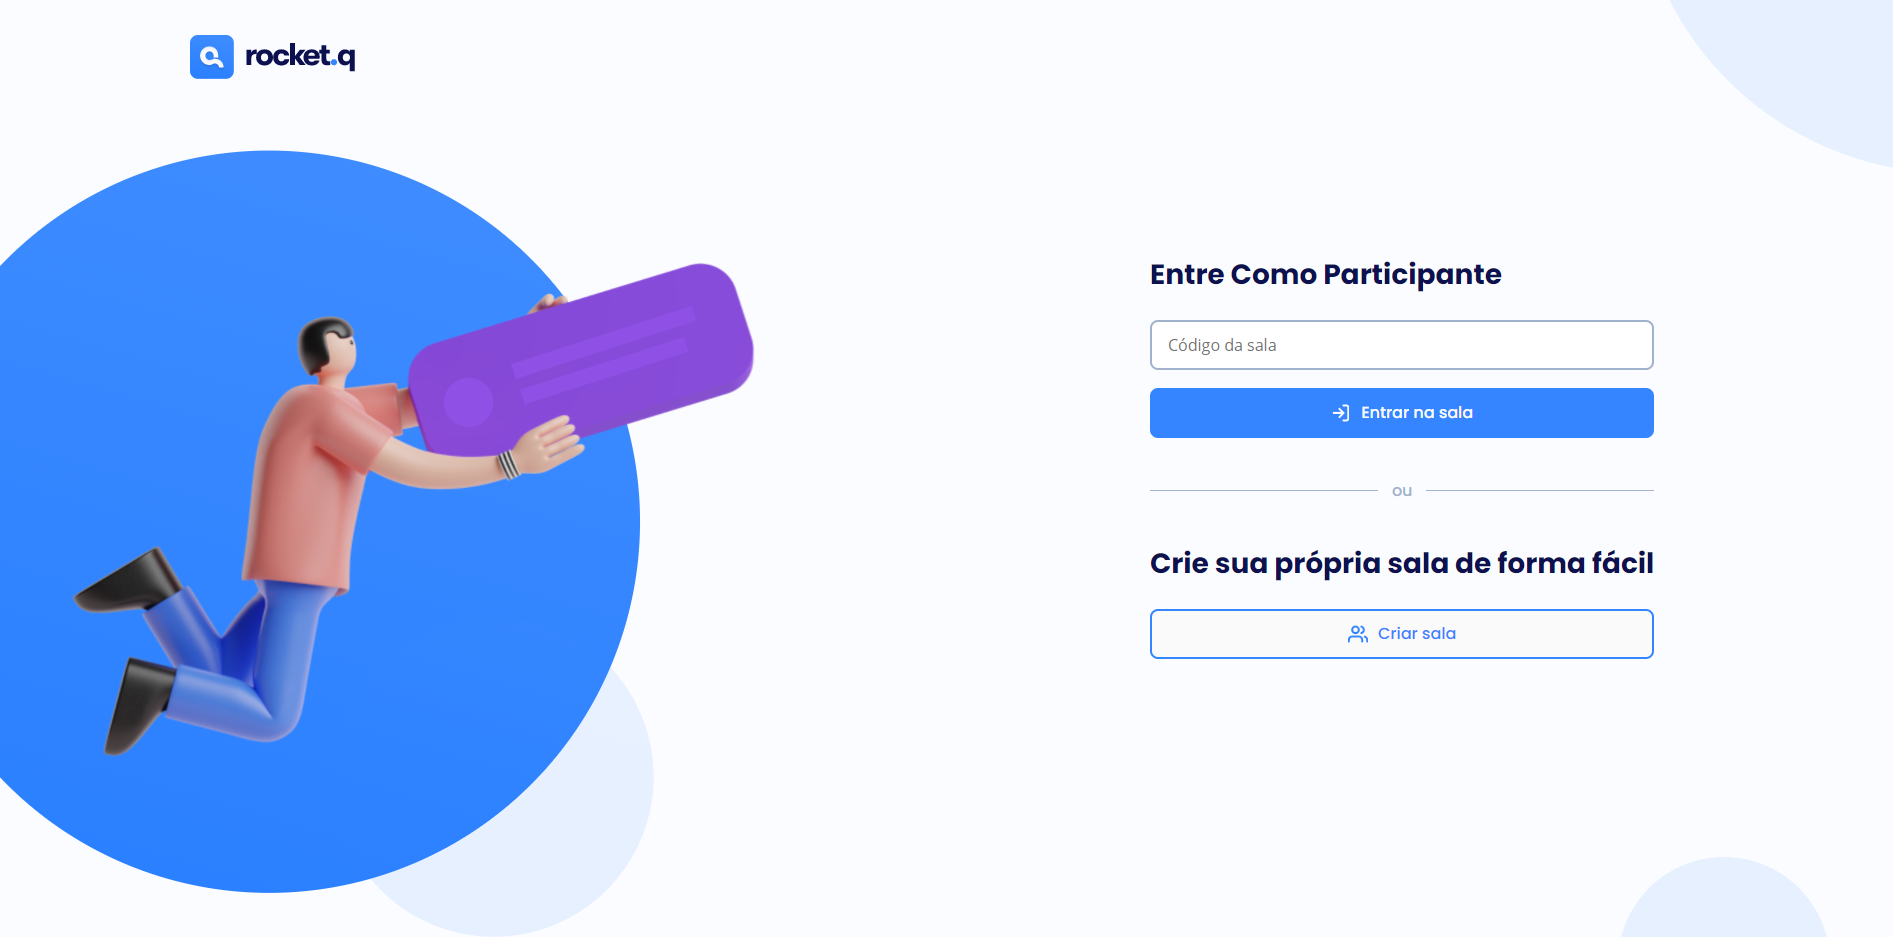 rocket.q
Entre Como Participante
Código da sala
Entrar na sala
ou
Crie sua própria sala de forma fácil
Criar sala